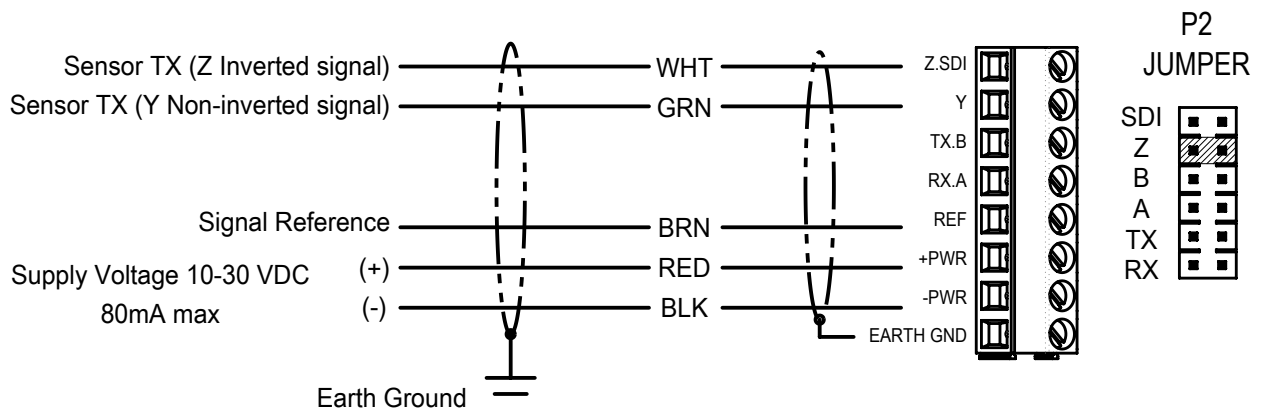 P2
JUMPER
Sensor TX (Z Inverted signal) WHT Z.SDI
Sensor TX (Y Non-inverted signal) GRN Y
TX.B
RX.A
Signal Reference BRN REF
Supply Voltage 10-30 VDC (+) RED +PWR
80mA max (-) BLK -PWR
EARTH GND
Earth Ground
SDI
Z
B
A
TX
RX